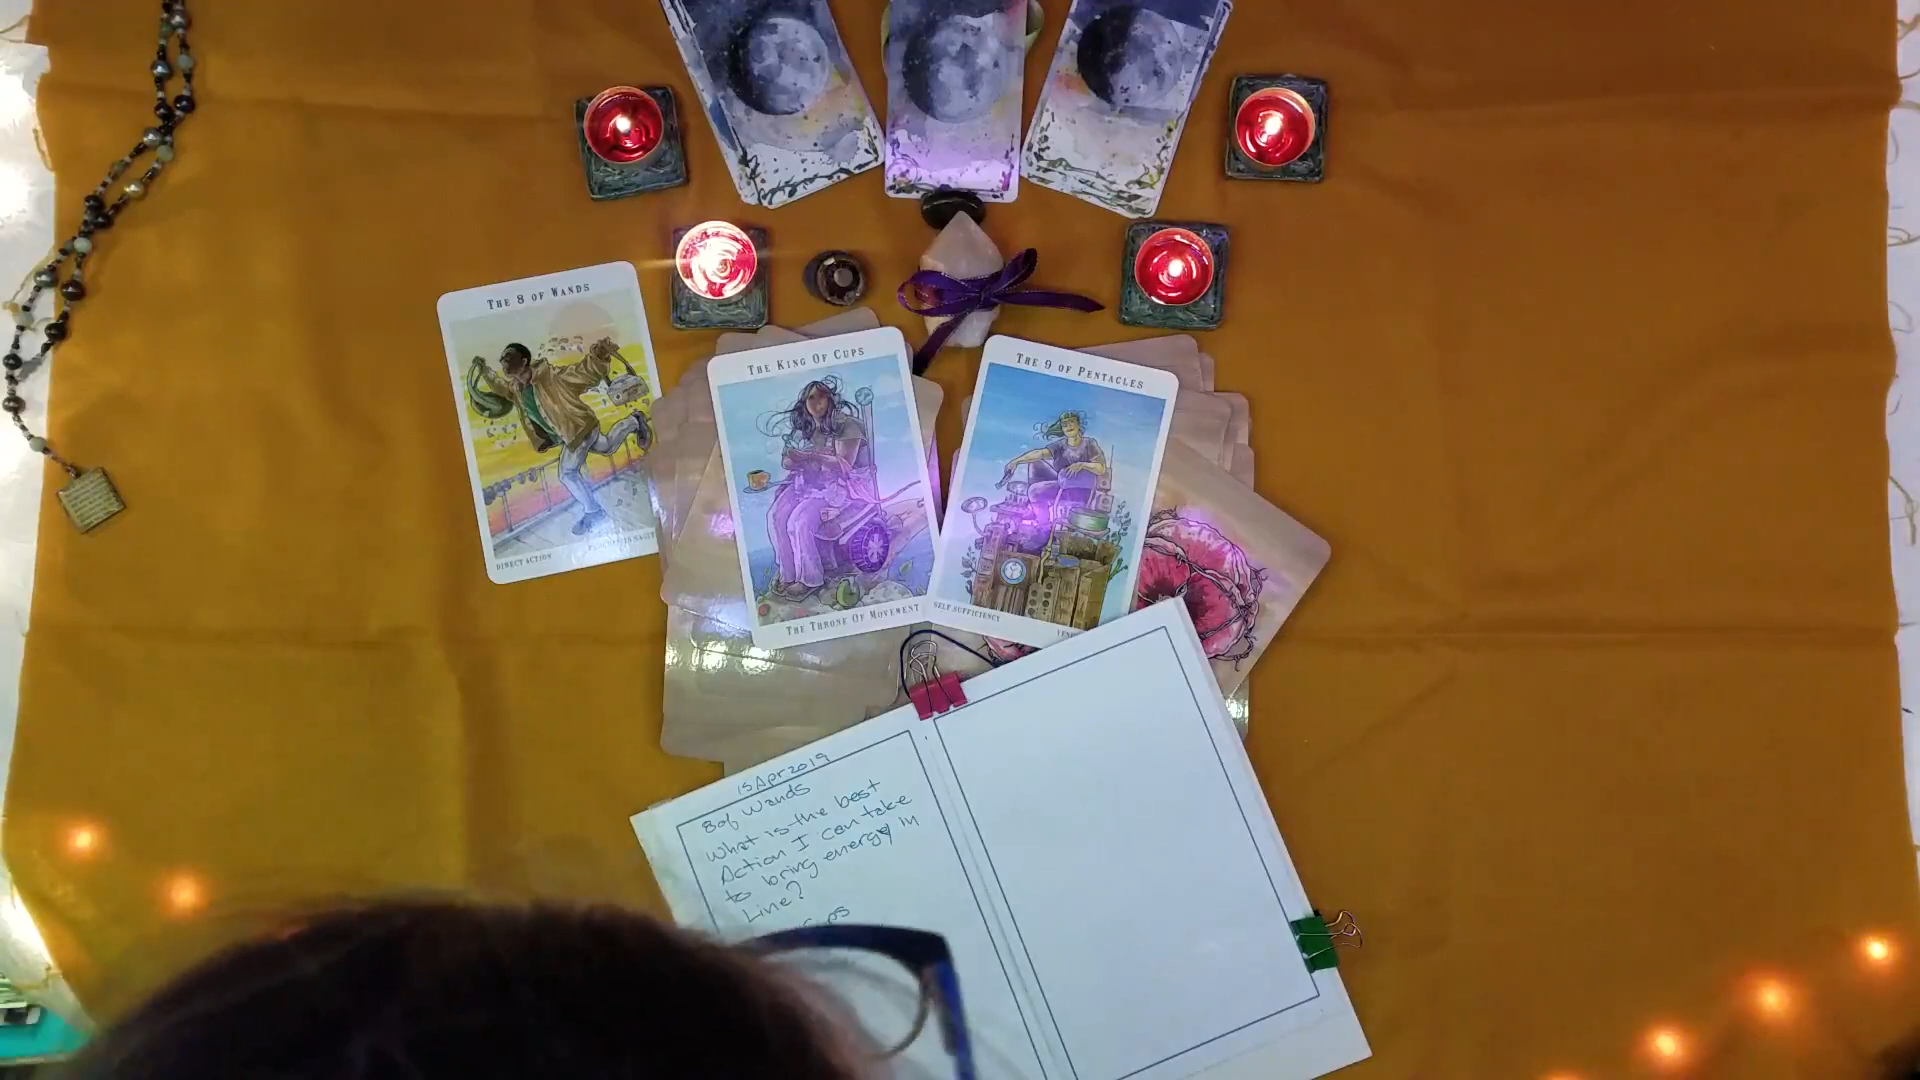 THE 8 OF WANDS
DIRECT ACTION
THE KING OF CUPS
THE THRONE OF MOVEMENT
THE 9 OF PENTACLES
SELF SUFFICIENCY
15 Apr 2019
8 of Wands
What is the best
Action I can take
to bring energy in
Line?